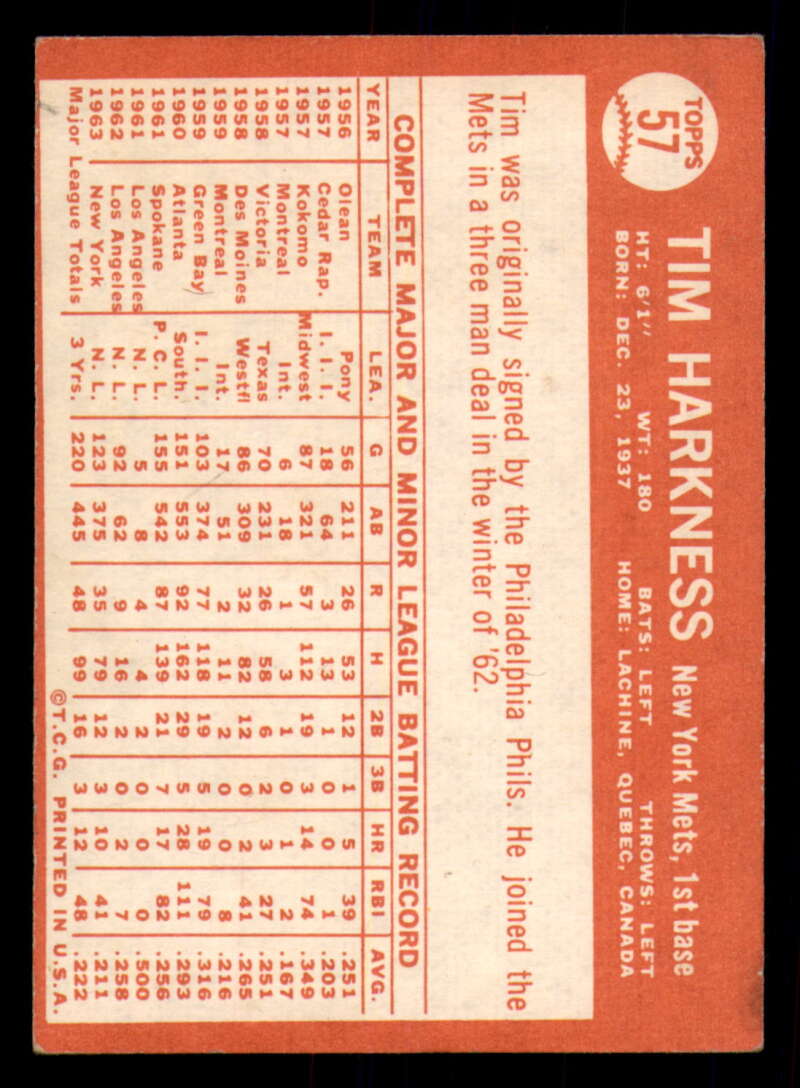 TOPPS
57
TIM HARKNESS New York Mets, 1st base
HT: 6'1" WT: 180 BATS: LEFT THROWS: LEFT
BORN: DEC. 23, 1937 HOME: LACHINE, QUEBEC, CANADA
Tim was originally signed by the Philadelphia Phils. He joined the
Mets in a three man deal in the winter of '62.
COMPLETE MAJOR AND MINOR LEAGUE BATTING RECORD
YEAR TEAM LEA. G AB R H 2B 3B HR RBI AVG.
1956 Olean Pony 56 211 26 53 12 1 5 39 .251
1957 Cedar Rap. I. I. I. 18 64 3 13 1 0 0 1 .203
1957 Kokomo Midwest 87 321 57 112 19 3 14 74 .349
1957 Montreal Int. 6 18 1 3 1 0 1 2 .167
1958 Victoria Texas 70 231 26 58 6 2 3 27 .251
1958 Des Moines Westn 86 309 32 82 12 0 2 41 .265
1959 Montreal Int. 17 51 2 11 2 0 0 8 .216
1959 Green Bay I. I. I. 103 374 77 118 19 5 19 79 .316
1960 Atlanta South. 151 553 92 162 29 5 28 111 .293
1961 Spokane P. C. L. 155 542 87 139 21 7 17 82 .256
1961 Los Angeles N. L. 5 8 4 4 2 0 0 0 .500
1962 Los Angeles N. L. 92 62 9 16 2 0 2 7 .258
1963 New York N. L. 123 375 35 79 12 3 10 41 .211
Major League Totals 3 Yrs. 220 445 48 99 16 3 12 48 .222
©T.C.G. PRINTED IN U.S.A.